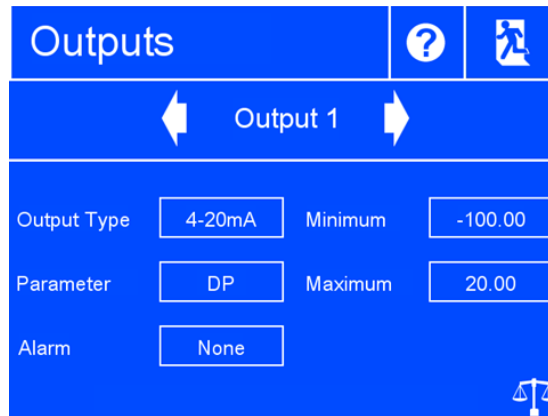 Outputs ?
Output 1
Output Type 4-20mA Minimum -100.00
Parameter DP Maximum 20.00
Alarm None